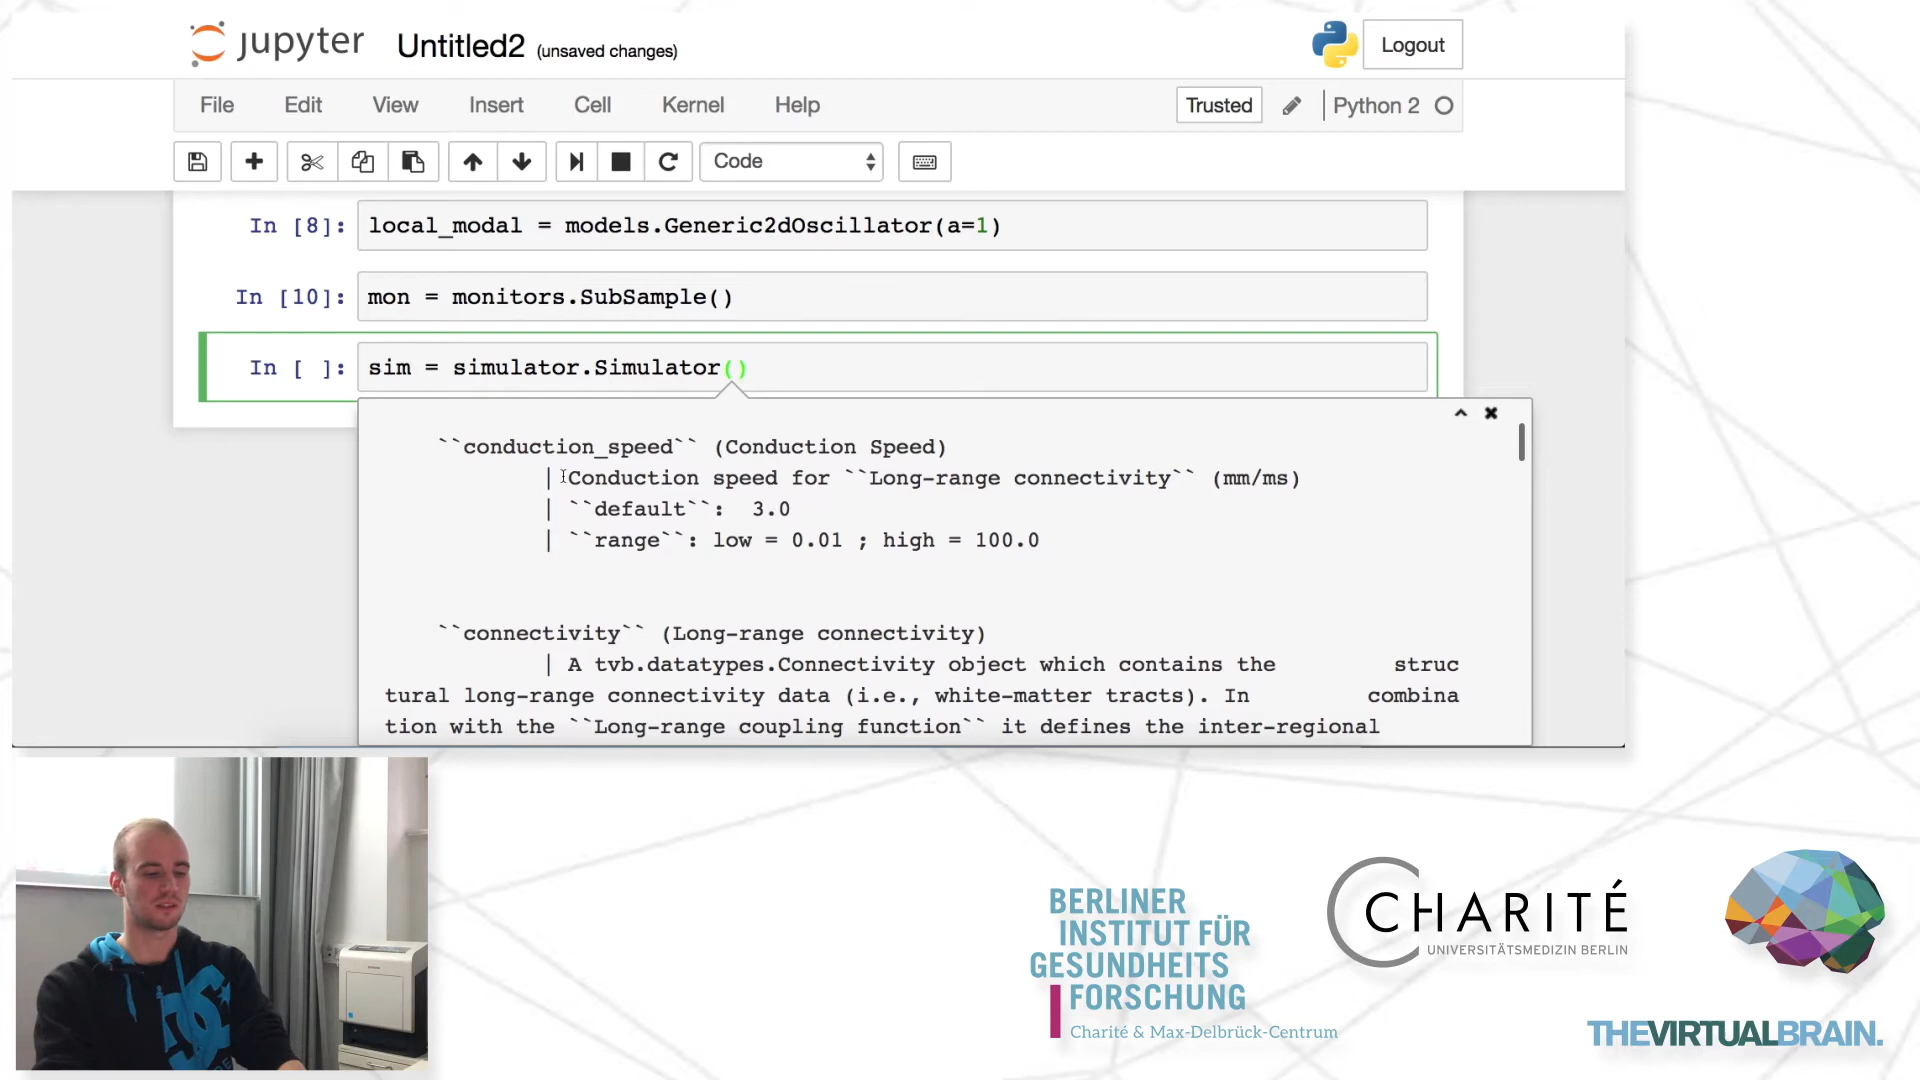 jupyter Untitled2 (unsaved changes)
Logout
File Edit View Insert Cell Kernel Help
Trusted
Python 2
Code
In [8]: local_modal = models.Generic2dOscillator(a=1)
In [10]: mon = monitors.SubSample()
In [ ]: sim = simulator.Simulator()
``conduction_speed`` (Conduction Speed)
| Conduction speed for ``Long-range connectivity`` (mm/ms)
| ``default``: 3.0
| ``range``: low = 0.01 ; high = 100.0
``connectivity`` (Long-range connectivity)
| A tvb.datatypes.Connectivity object which contains the struc
tural long-range connectivity data (i.e., white-matter tracts). In combina
tion with the ``Long-range coupling function`` it defines the inter-regional
BERLINER
INSTITUT FÜR
GESUNDHEITS
FORSCHUNG
Charité & Max-Delbrück-Centrum
CHARITÉ
UNIVERSITÄTSMEDIZIN BERLIN
THEVIRTUALBRAIN.